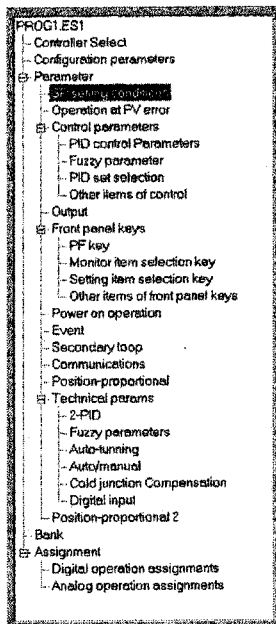 PROG1.ES1
Controller Select
Configuration parameters
Parameter
SP setting condition
Operation at PV error
Control parameters
PID control Parameters
Fuzzy parameter
PID set selection
Other items of control
Output
Front panel keys
PF key
Monitor item selection key
Setting item selection key
Other items of front panel keys
Power on operation
Event
Secondary loop
Communications
Position-proportional
Technical params
2-PID
Fuzzy parameters
Auto-tunning
Auto/manual
Cold junction Compensation
Digital input
Position-proportional 2
Bank
Assignment
Digital operation assignments
Analog operation assignments